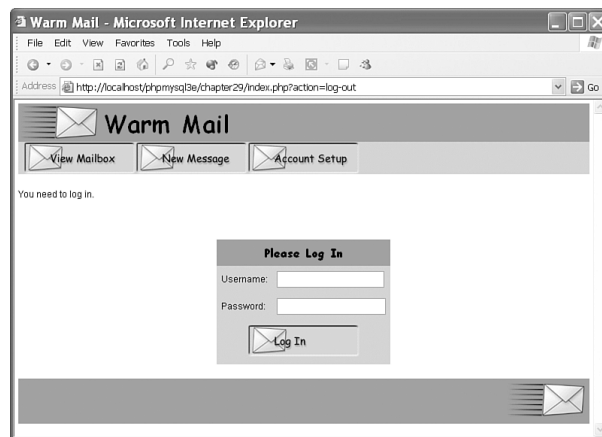 Warm Mail - Microsoft Internet Explorer
File Edit View Favorites Tools Help
Address http://localhost/phpmysql3e/chapter29/index.php?action=log-out Go
Warm Mail
View Mailbox New Message Account Setup
You need to log in.
Please Log In
Username:
Password:
Log In